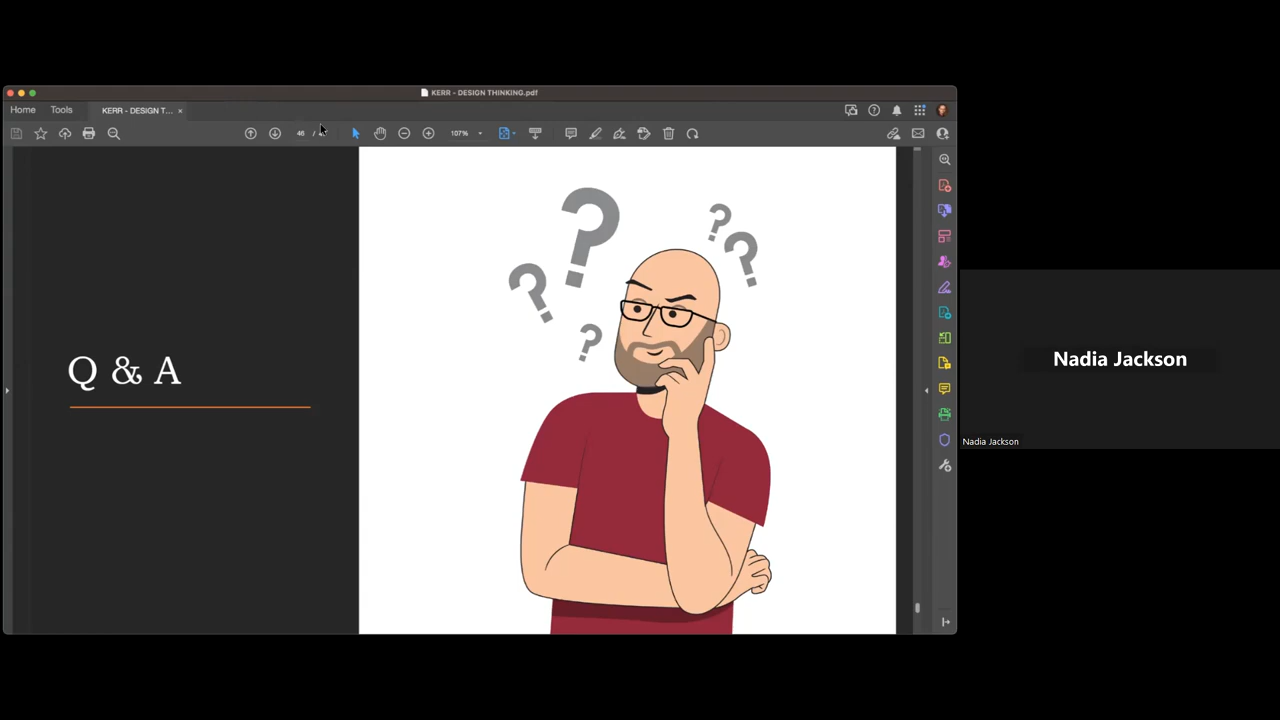 KERR - DESIGN THINKING.pdf
Home
Tools
KERR - DESIGN T... ×
46 /
107%
Q & A
? ? ? ? ?
Nadia Jackson
Nadia Jackson